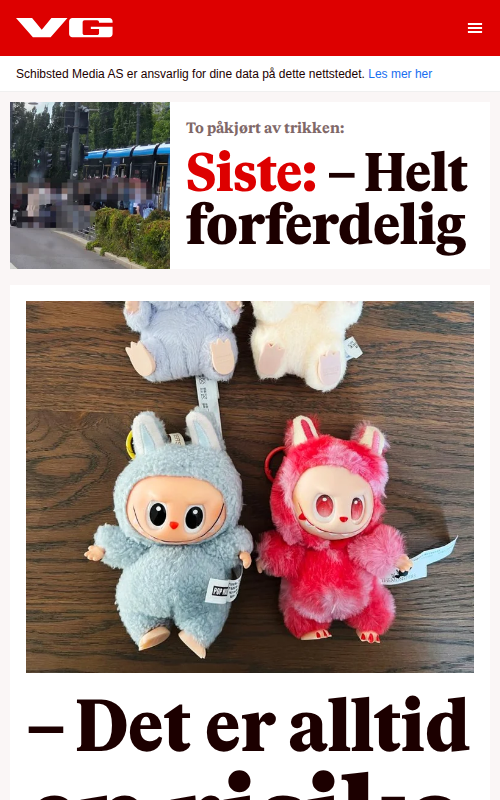 VG
Schibsted Media AS er ansvarlig for dine data på dette nettstedet. Les mer her
To påkjørt av trikken:
Siste: – Helt
forferdelig
– Det er alltid